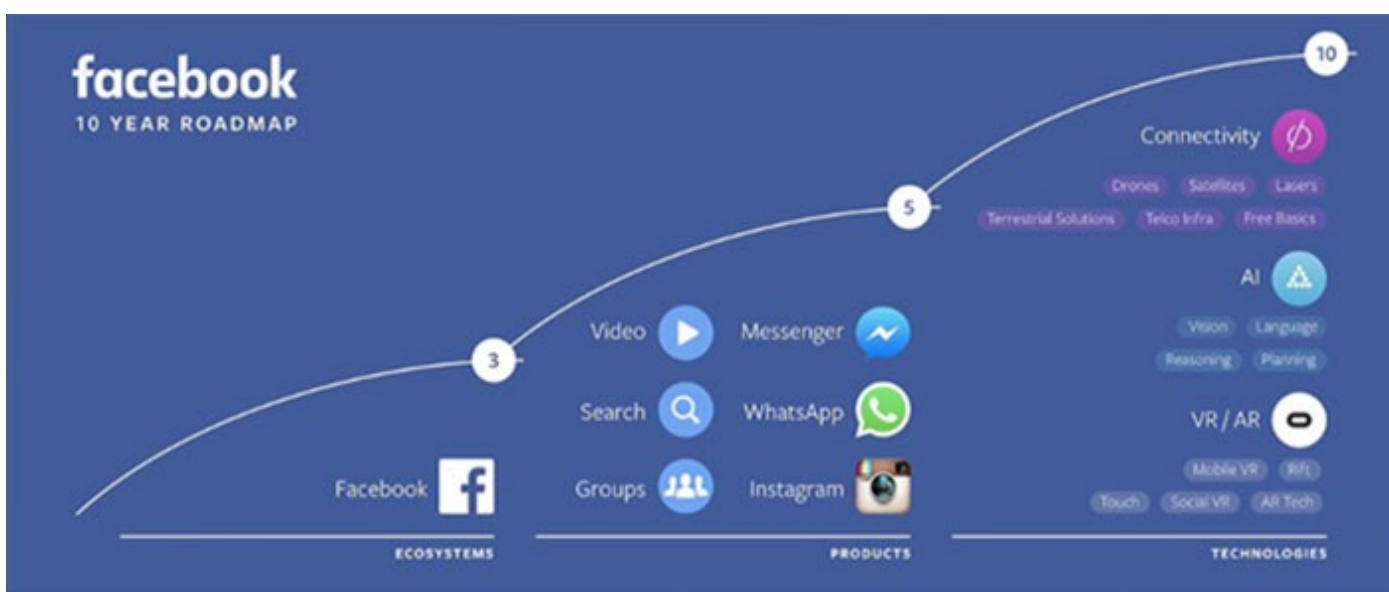 facebook
10 YEAR ROADMAP
10
Connectivity
Drones Satellites Lasers
5
Terrestrial Solutions Telco Infra Free Basics
AI
Video Messenger
Vision Language
3
Reasoning Planning
Search WhatsApp
VR / AR
Facebook Groups Instagram
Mobile VR Rift
Touch Social VR AR Tech
ECOSYSTEMS PRODUCTS TECHNOLOGIES